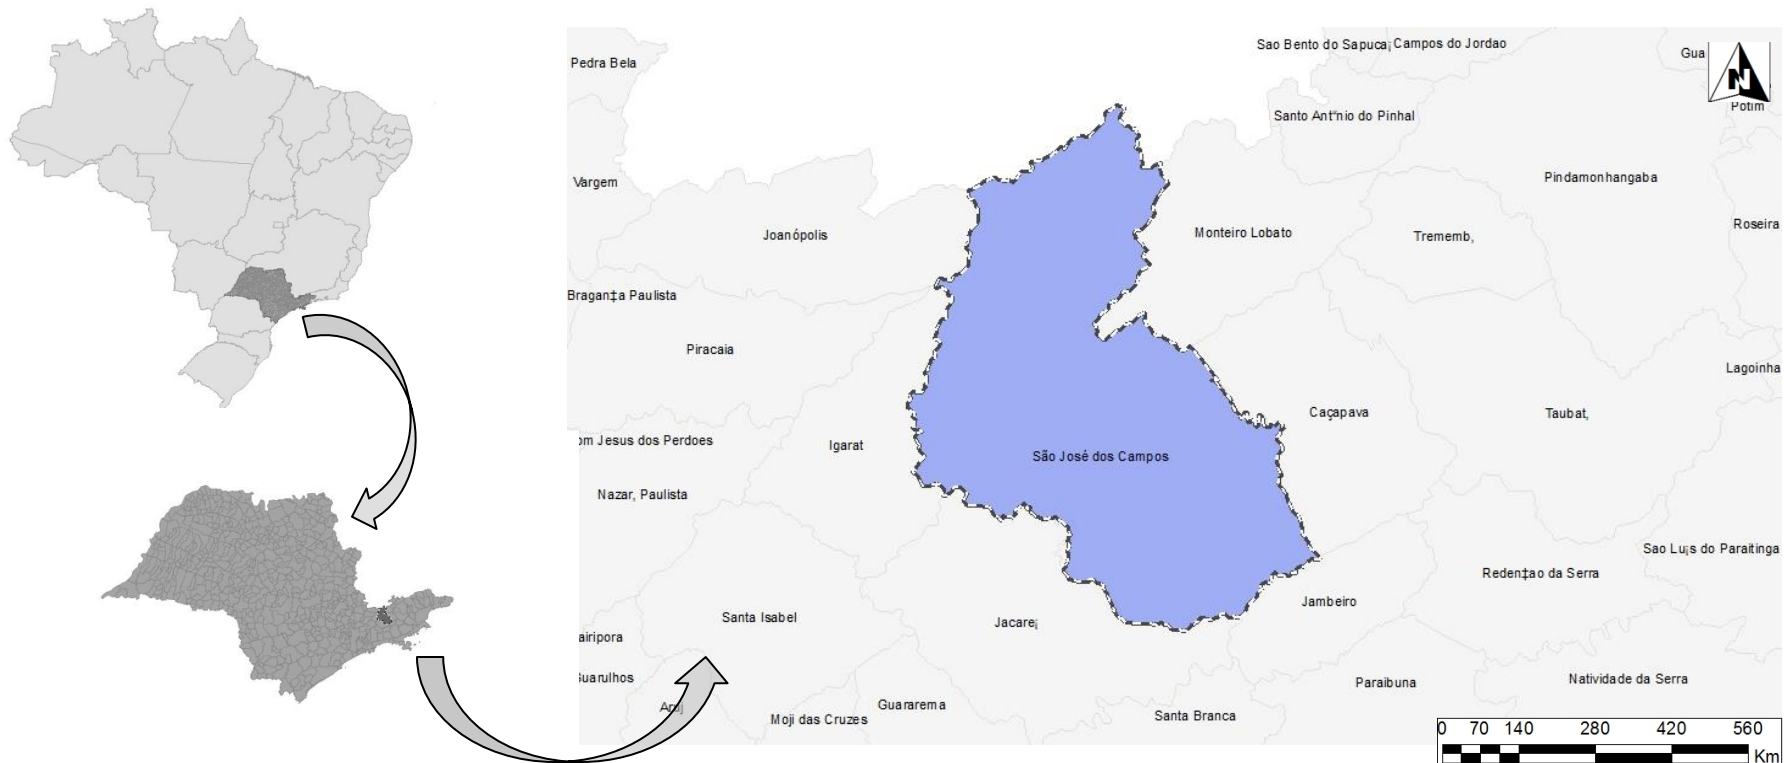 Sao Bento do Sapuca¡
Campos do Jordao
Gua
N
Potim
Pedra Bela
Santo Ant“nio do Pinhal
Vargem
Pindamonhangaba
Joanópolis
Monteiro Lobato
Trememb‚
Roseira
Bragan‡a Paulista
Piracaia
Lagoinha
Caçapava
Taubat‚
om Jesus dos Perdoes
Igarat
São José dos Campos
Nazar‚ Paulista
Sao Lu¡s do Paraitinga
Reden‡ao da Serra
Jambeiro
Santa Isabel
Jacare¡
airipora
Guarulhos
Paraibuna
Natividade da Serra
Aruj
Moji das Cruzes
Guararema
Santa Branca
0 70 140 280 420 560
Km